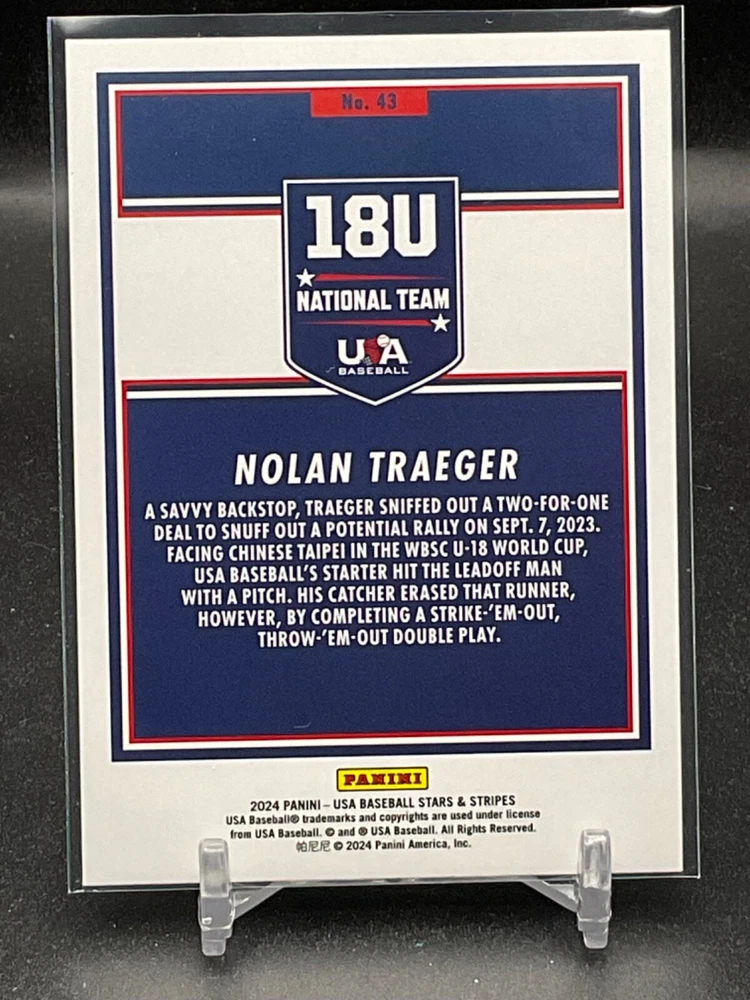 No. 43
18U
NATIONAL TEAM
USA
BASEBALL
NOLAN TRAEGER
A SAVVY BACKSTOP, TRAEGER SNIFFED OUT A TWO-FOR-ONE
DEAL TO SNUFF OUT A POTENTIAL RALLY ON SEPT. 7, 2023.
FACING CHINESE TAIPEI IN THE WBSC U-18 WORLD CUP,
USA BASEBALL'S STARTER HIT THE LEADOFF MAN
WITH A PITCH. HIS CATCHER ERASED THAT RUNNER,
HOWEVER, BY COMPLETING A STRIKE-'EM-OUT,
THROW-'EM-OUT DOUBLE PLAY.
PANINI
2024 PANINI – USA BASEBALL STARS & STRIPES
USA Baseball® trademarks and copyrights are used under license
from USA Baseball. © and ® USA Baseball. All Rights Reserved.
帕尼尼 © 2024 Panini America, Inc.